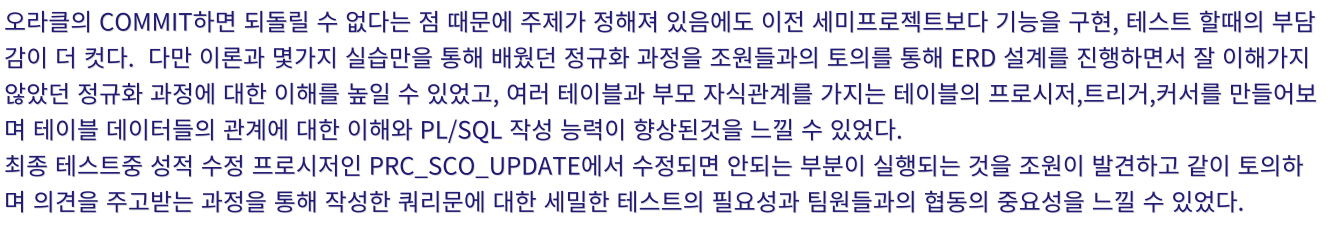 오라클의 COMMIT하면 되돌릴 수 없다는 점 때문에 주제가 정해져 있음에도 이전 세미프로젝트보다 기능을 구현, 테스트 할때의 부담
감이 더 컷다.  다만 이론과 몇가지 실습만을 통해 배웠던 정규화 과정을 조원들과의 토의를 통해 ERD 설계를 진행하면서 잘 이해가지
않았던 정규화 과정에 대한 이해를 높일 수 있었고, 여러 테이블과 부모 자식관계를 가지는 테이블의 프로시저,트리거,커서를 만들어보
며 테이블 데이터들의 관계에 대한 이해와 PL/SQL 작성 능력이 향상된것을 느낄 수 있었다.
최종 테스트중 성적 수정 프로시저인 PRC_SCO_UPDATE에서 수정되면 안되는 부분이 실행되는 것을 조원이 발견하고 같이 토의하
며 의견을 주고받는 과정을 통해 작성한 쿼리문에 대한 세밀한 테스트의 필요성과 팀원들과의 협동의 중요성을 느낄 수 있었다.